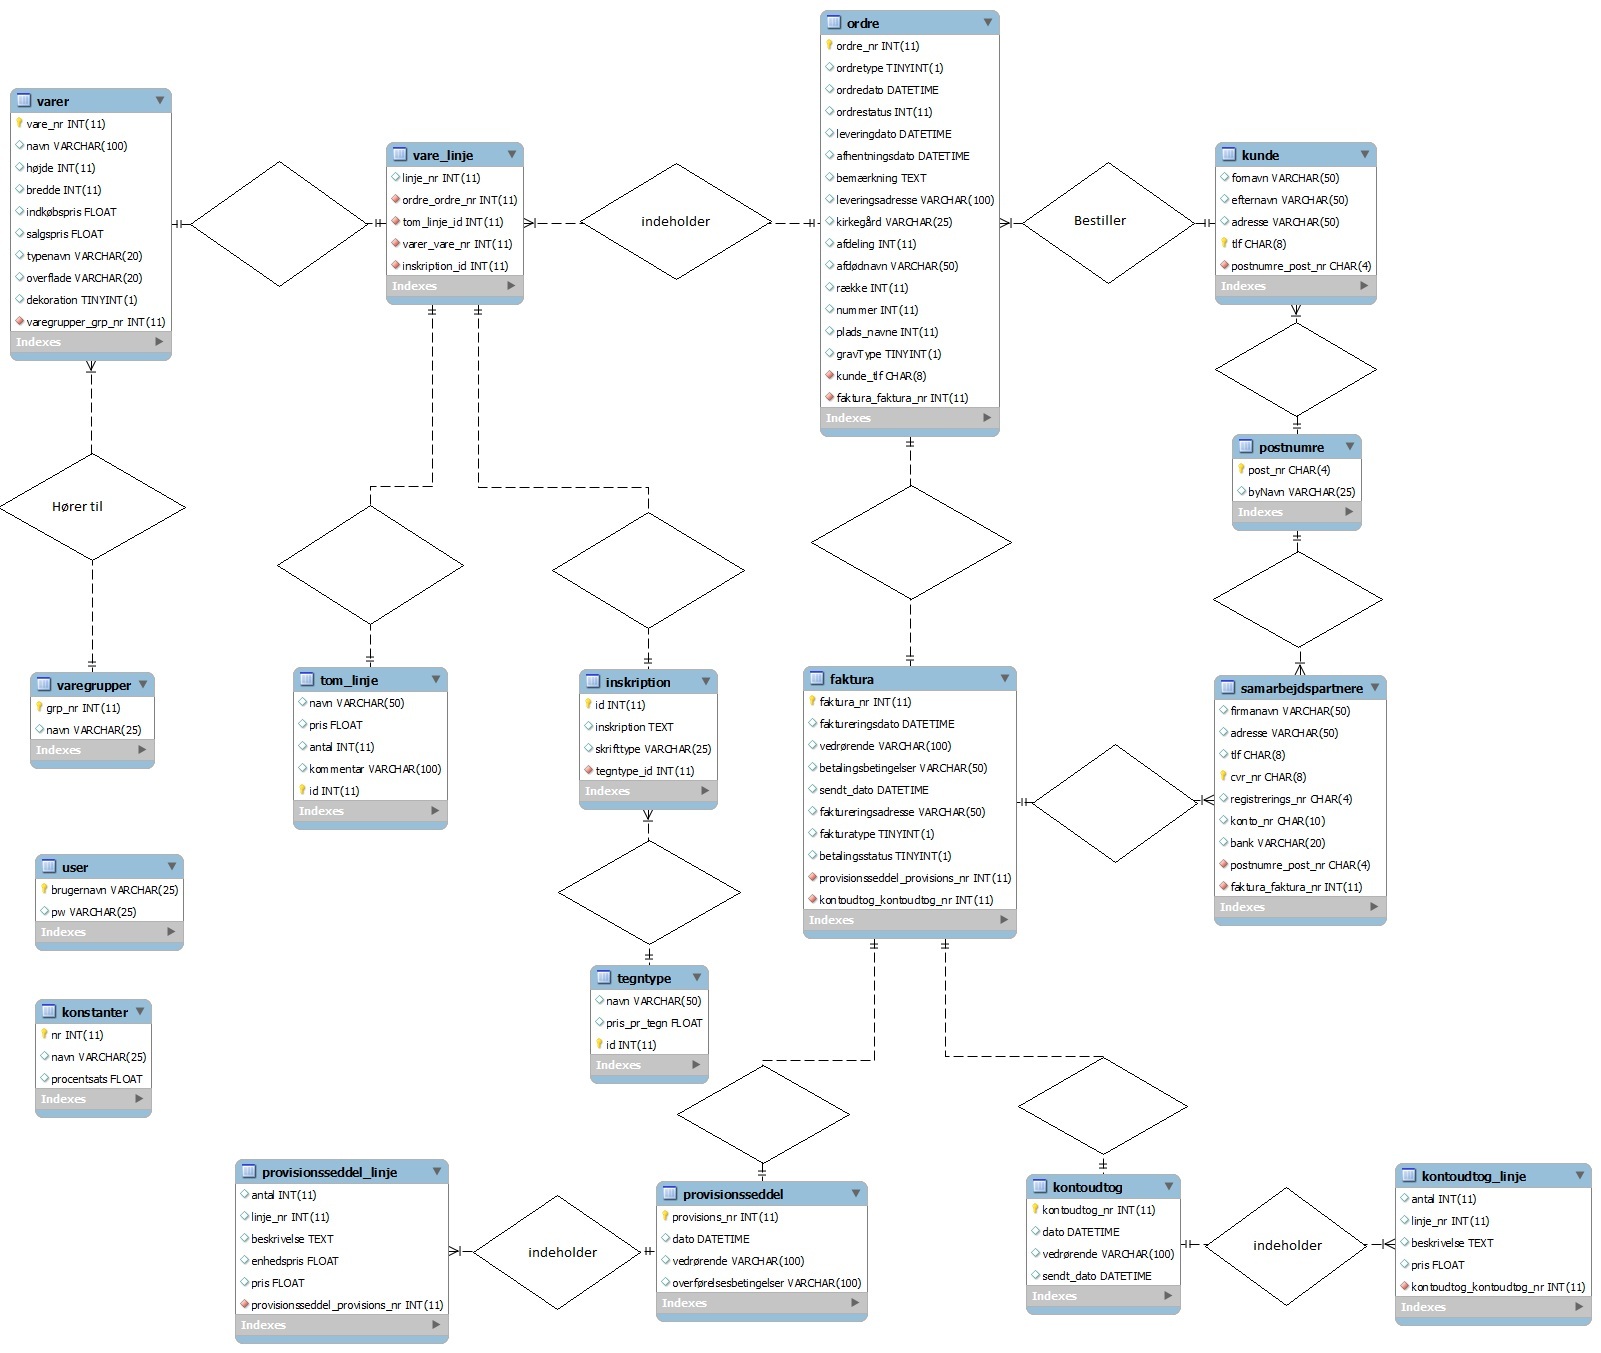 ordre
ordre_nr INT(11)
ordretype TINYINT(1)
ordredato DATETIME
ordrestatus INT(11)
leveringdato DATETIME
afhentningsdato DATETIME
bemærkning TEXT
leveringsadresse VARCHAR(100)
kirkegård VARCHAR(25)
afdeling INT(11)
afdødnavn VARCHAR(50)
række INT(11)
nummer INT(11)
plads_navne INT(11)
gravType TINYINT(1)
kunde_tlf CHAR(8)
faktura_faktura_nr INT(11)
Indexes
varer
vare_nr INT(11)
navn VARCHAR(100)
højde INT(11)
bredde INT(11)
indkøbspris FLOAT
salgspris FLOAT
typenavn VARCHAR(20)
overflade VARCHAR(20)
dekoration TINYINT(1)
varegrupper_grp_nr INT(11)
Indexes
vare_linje
linje_nr INT(11)
ordre_ordre_nr INT(11)
tom_linje_id INT(11)
varer_vare_nr INT(11)
inskription_id INT(11)
Indexes
indeholder
Bestiller
kunde
fornavn VARCHAR(50)
efternavn VARCHAR(50)
adresse VARCHAR(50)
tlf CHAR(8)
postnumre_post_nr CHAR(4)
Indexes
postnumre
post_nr CHAR(4)
byNavn VARCHAR(25)
Indexes
Hører til
varegrupper
grp_nr INT(11)
navn VARCHAR(25)
Indexes
tom_linje
navn VARCHAR(50)
pris FLOAT
antal INT(11)
kommentar VARCHAR(100)
id INT(11)
Indexes
inskription
id INT(11)
inskription TEXT
skrifttype VARCHAR(25)
tegntype_id INT(11)
Indexes
faktura
faktura_nr INT(11)
faktureringsdato DATETIME
vedrørende VARCHAR(100)
betalingsbetingelser VARCHAR(50)
sendt_dato DATETIME
faktureringsadresse VARCHAR(50)
fakturatype TINYINT(1)
betalingsstatus TINYINT(1)
provisionsseddel_provisions_nr INT(11)
kontoudtog_kontoudtog_nr INT(11)
Indexes
samarbejdspartnere
firmanavn VARCHAR(50)
adresse VARCHAR(50)
tlf CHAR(8)
cvr_nr CHAR(8)
registrerings_nr CHAR(4)
konto_nr CHAR(10)
bank VARCHAR(20)
postnumre_post_nr CHAR(4)
faktura_faktura_nr INT(11)
Indexes
user
brugernavn VARCHAR(25)
pw VARCHAR(25)
Indexes
tegntype
navn VARCHAR(50)
pris_pr_tegn FLOAT
id INT(11)
Indexes
konstanter
nr INT(11)
navn VARCHAR(25)
procentsats FLOAT
Indexes
provisionsseddel_linje
antal INT(11)
linje_nr INT(11)
beskrivelse TEXT
enhedspris FLOAT
pris FLOAT
provisionsseddel_provisions_nr INT(11)
Indexes
indeholder
provisionsseddel
provisions_nr INT(11)
dato DATETIME
vedrørende VARCHAR(100)
overførelsesbetingelser VARCHAR(100)
Indexes
kontoudtog
kontoudtog_nr INT(11)
dato DATETIME
vedrørende VARCHAR(100)
sendt_dato DATETIME
Indexes
indeholder
kontoudtog_linje
antal INT(11)
linje_nr INT(11)
beskrivelse TEXT
pris FLOAT
kontoudtog_kontoudtog_nr INT(11)
Indexes